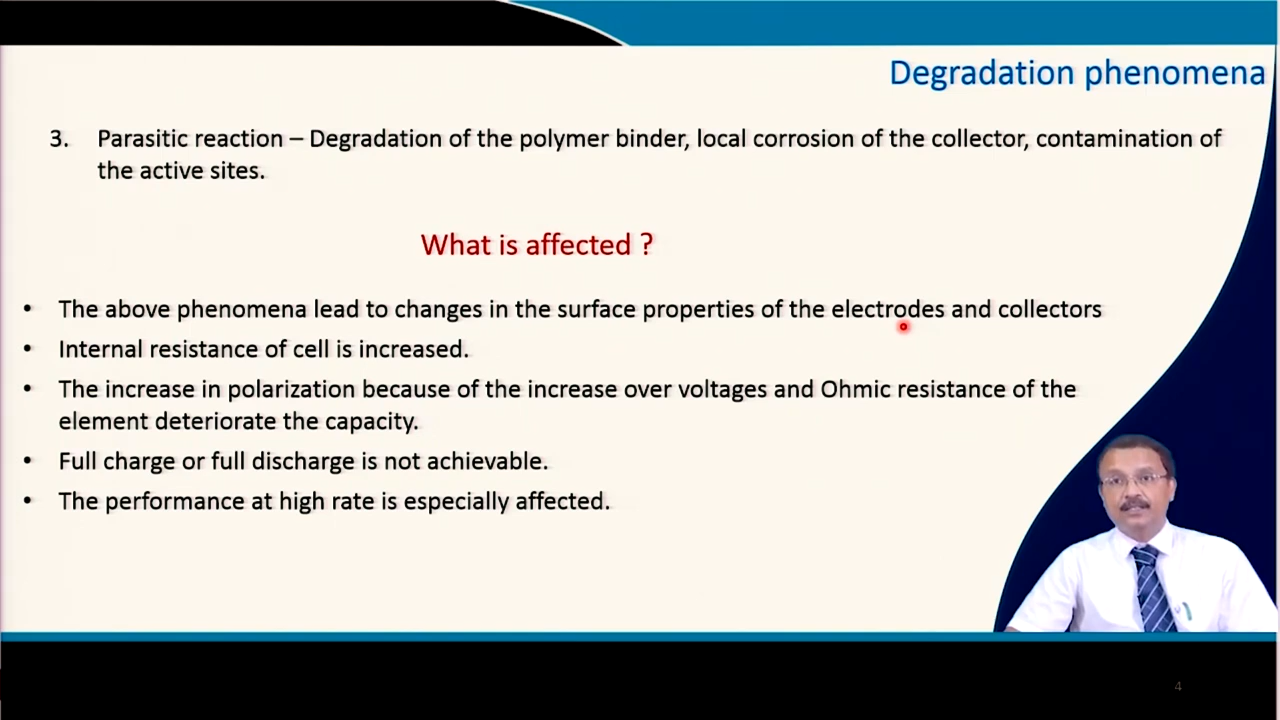 Degradation phenomena
3. Parasitic reaction – Degradation of the polymer binder, local corrosion of the collector, contamination of
the active sites.
What is affected ?
• The above phenomena lead to changes in the surface properties of the electrodes and collectors
• Internal resistance of cell is increased.
• The increase in polarization because of the increase over voltages and Ohmic resistance of the
element deteriorate the capacity.
• Full charge or full discharge is not achievable.
• The performance at high rate is especially affected.
4